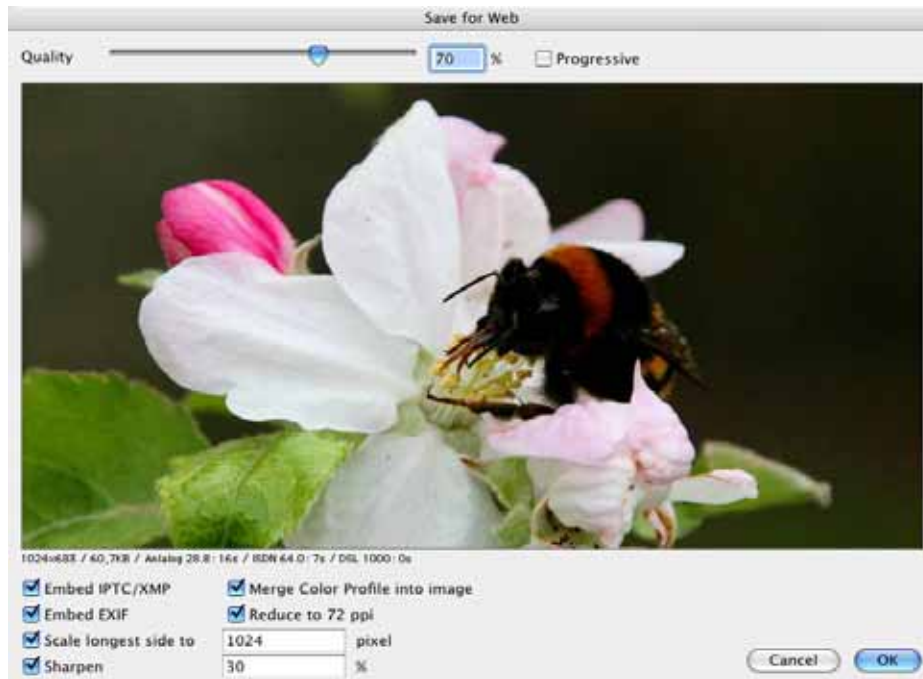 Save for Web
Quality 70 % Progressive
/ 60,7KB / Analog 28.8: 16s / ISDN 64.0: 7s / DSL 1000: 0s
Embed IPTC/XMP Merge Color Profile into image
Embed EXIF Reduce to 72 ppi
Scale longest side to 1024 pixel
Sharpen 30 %
Cancel OK